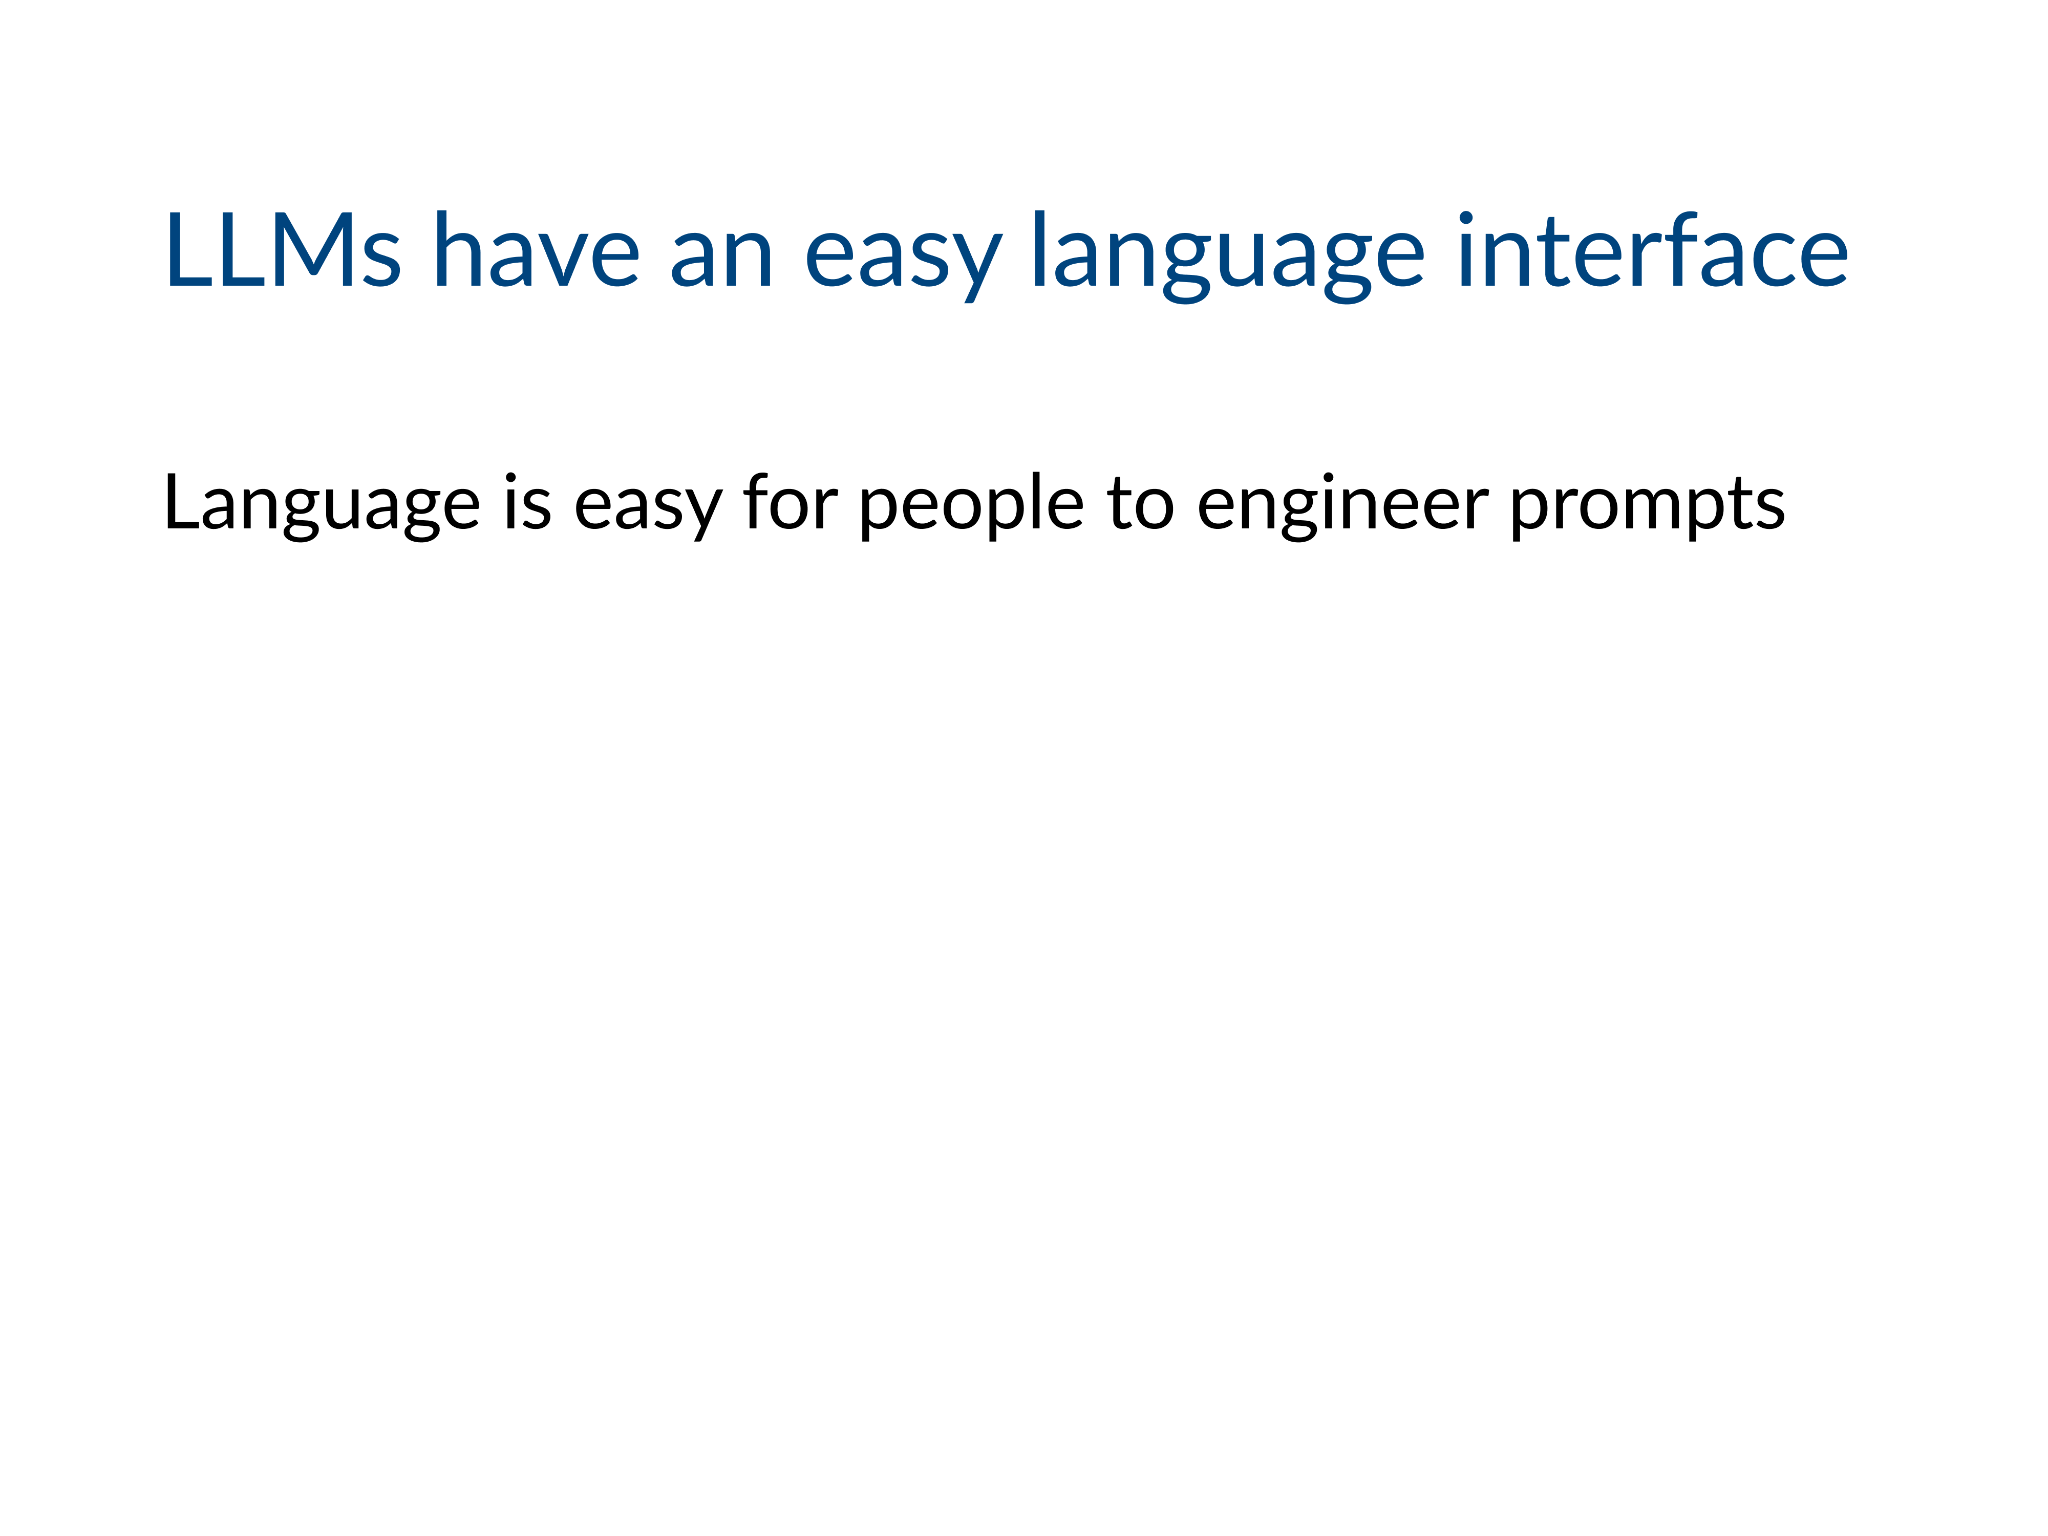 LLMs have an easy language interface
Language is easy for people to engineer prompts